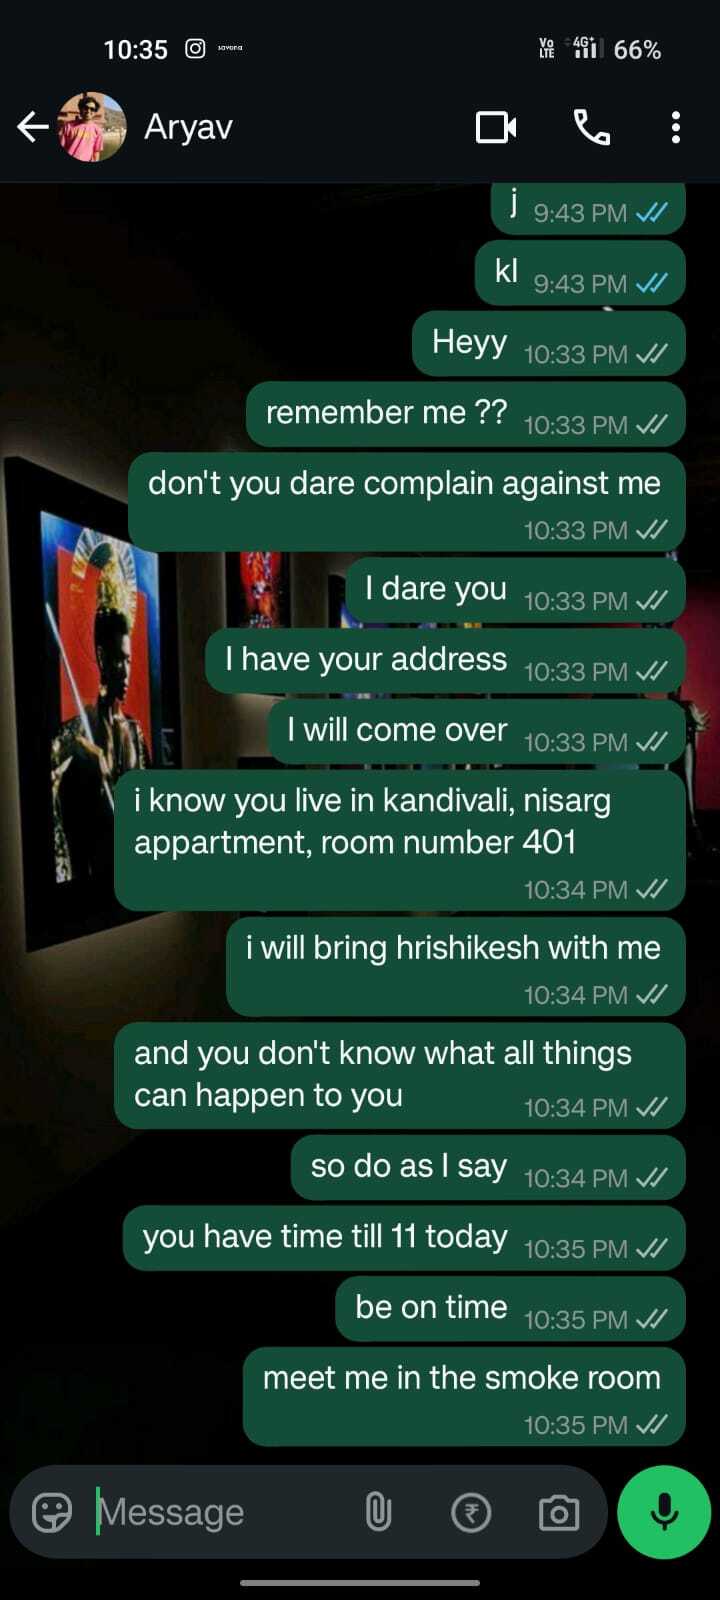 10:35 savana Vo LTE 4G+ 66%
Aryav
j 9:43 PM
kl 9:43 PM
Heyy 10:33 PM
remember me ?? 10:33 PM
don't you dare complain against me
10:33 PM
I dare you 10:33 PM
I have your address 10:33 PM
I will come over 10:33 PM
i know you live in kandivali, nisarg
appartment, room number 401
10:34 PM
i will bring hrishikesh with me
10:34 PM
and you don't know what all things
can happen to you 10:34 PM
so do as I say 10:34 PM
you have time till 11 today 10:35 PM
be on time 10:35 PM
meet me in the smoke room
10:35 PM
Message